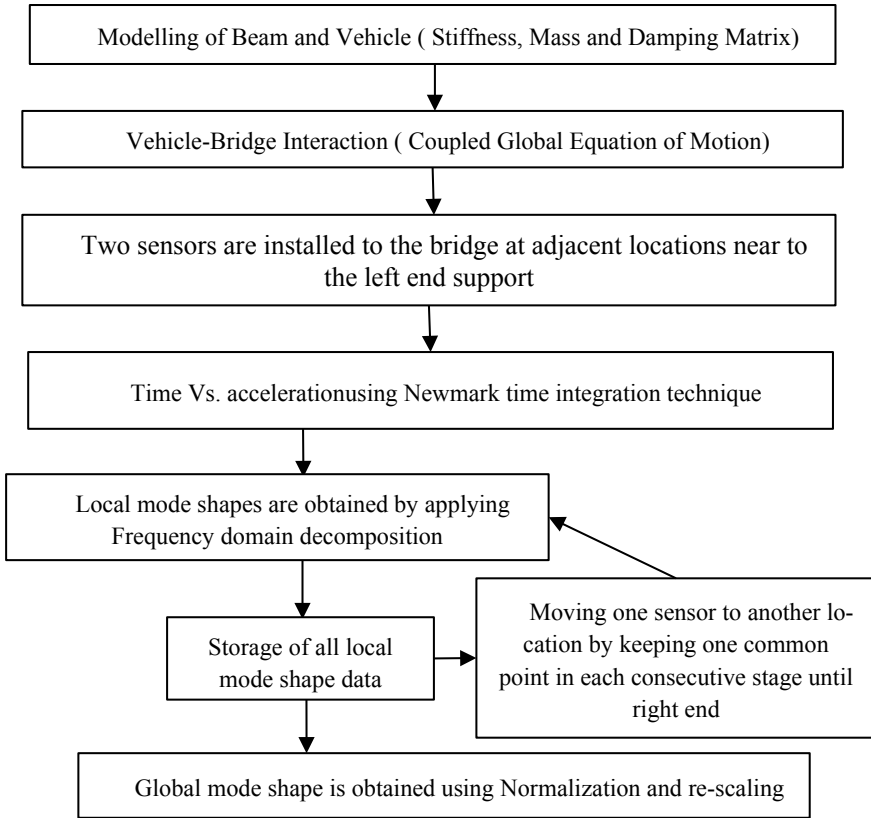 Modelling of Beam and Vehicle ( Stiffness, Mass and Damping Matrix)
Vehicle-Bridge Interaction ( Coupled Global Equation of Motion)
Two sensors are installed to the bridge at adjacent locations near to
the left end support
Time Vs. accelerationusing Newmark time integration technique
Local mode shapes are obtained by applying
Frequency domain decomposition
Storage of all local
mode shape data
Moving one sensor to another lo-
cation by keeping one common
point in each consecutive stage until
right end
Global mode shape is obtained using Normalization and re-scaling